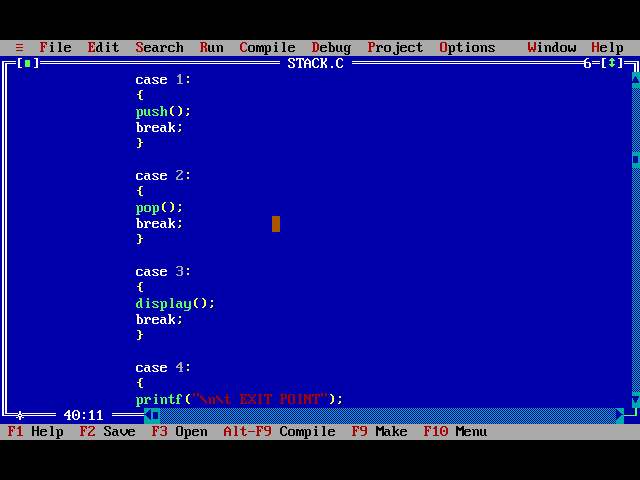 ≡ File Edit Search Run Compile Debug Project Options Window Help
[■] STACK.C 6=[↕]
case 1:
{
push();
break;
}
case 2:
{
pop();
break;
}
case 3:
{
display();
break;
}
case 4:
{
printf("\n\t EXIT POINT");
40:11
F1 Help F2 Save F3 Open Alt-F9 Compile F9 Make F10 Menu